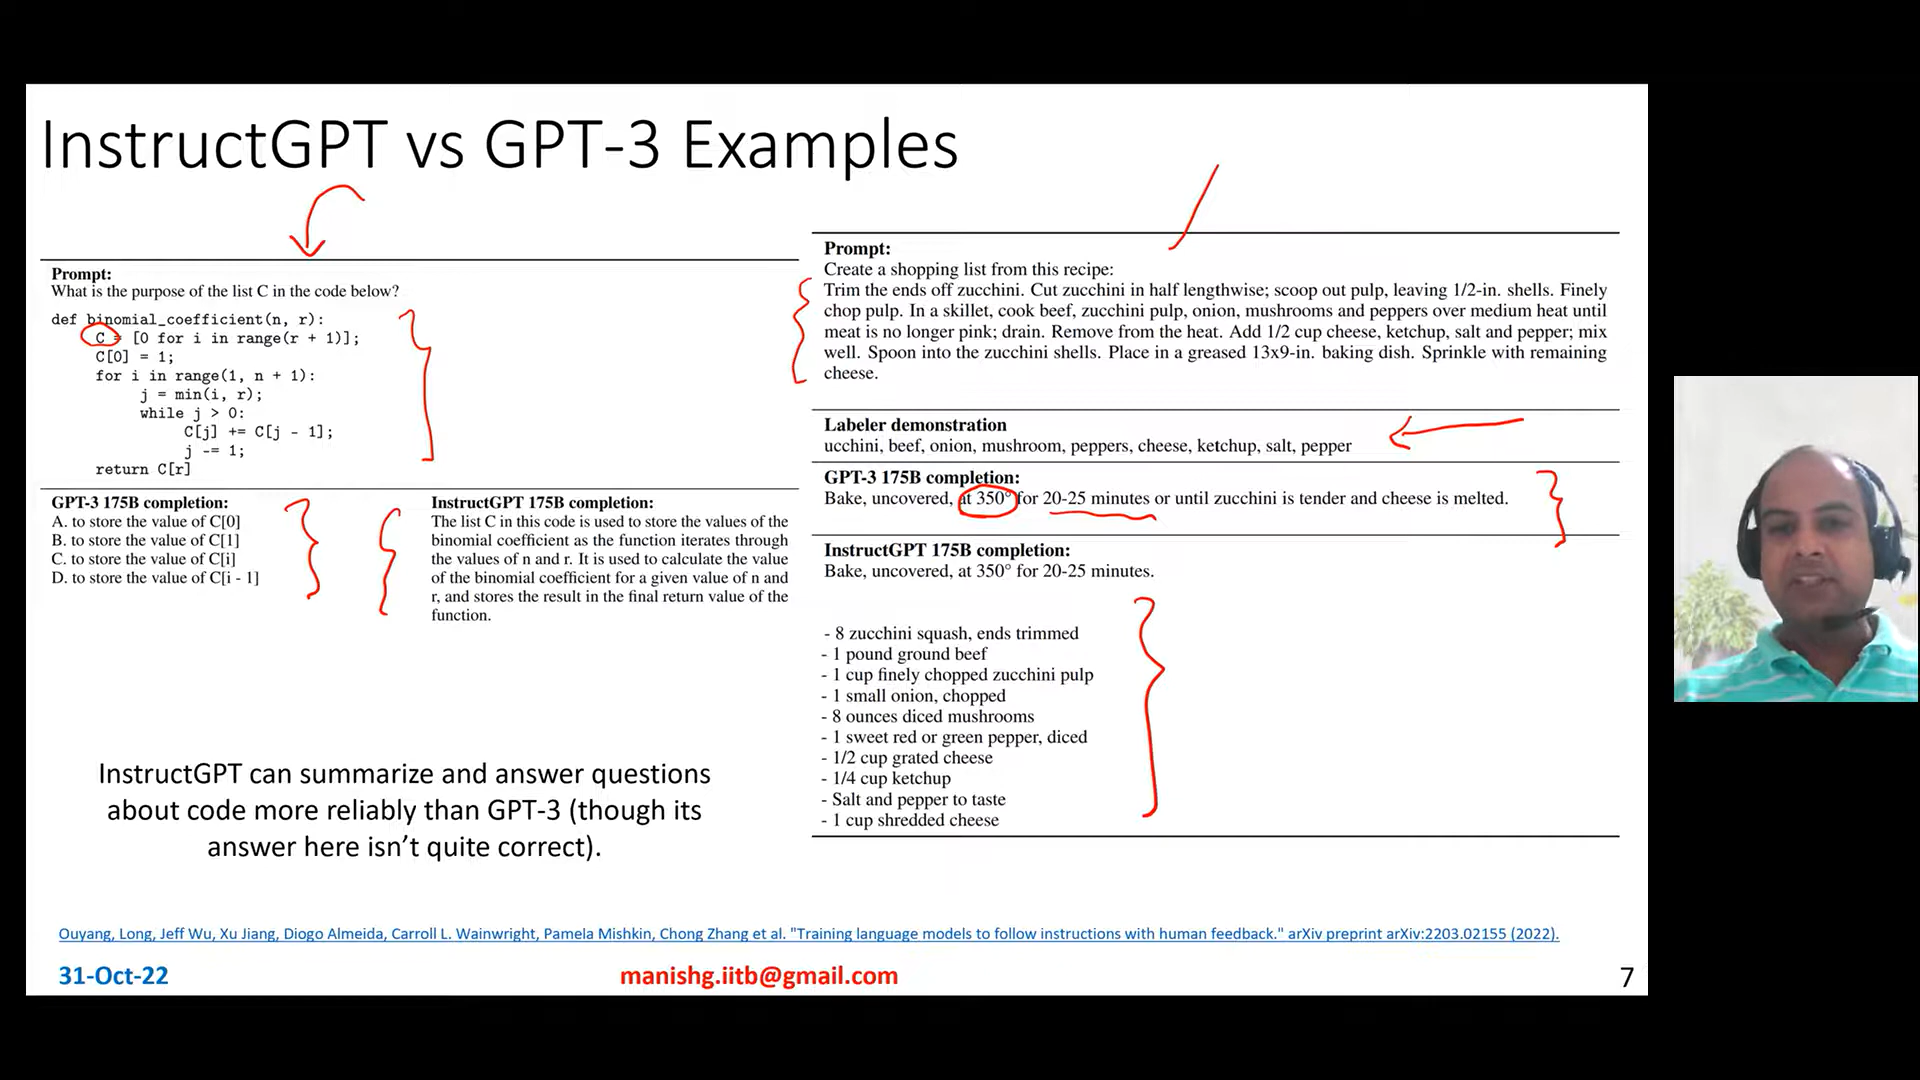 InstructGPT vs GPT-3 Examples
Prompt:
What is the purpose of the list C in the code below?
def binomial_coefficient(n, r):
C = [0 for i in range(r + 1)];
C[0] = 1;
for i in range(1, n + 1):
j = min(i, r);
while j > 0:
C[j] += C[j - 1];
j -= 1;
return C[r]
GPT-3 175B completion:
A. to store the value of C[0]
B. to store the value of C[1]
C. to store the value of C[i]
D. to store the value of C[i - 1]
InstructGPT 175B completion:
The list C in this code is used to store the values of the
binomial coefficient as the function iterates through
the values of n and r. It is used to calculate the value
of the binomial coefficient for a given value of n and
r, and stores the result in the final return value of the
function.
InstructGPT can summarize and answer questions
about code more reliably than GPT-3 (though its
answer here isn't quite correct).
Prompt:
Create a shopping list from this recipe:
Trim the ends off zucchini. Cut zucchini in half lengthwise; scoop out pulp, leaving 1/2-in. shells. Finely
chop pulp. In a skillet, cook beef, zucchini pulp, onion, mushrooms and peppers over medium heat until
meat is no longer pink; drain. Remove from the heat. Add 1/2 cup cheese, ketchup, salt and pepper; mix
well. Spoon into the zucchini shells. Place in a greased 13x9-in. baking dish. Sprinkle with remaining
cheese.
Labeler demonstration
ucchini, beef, onion, mushroom, peppers, cheese, ketchup, salt, pepper
GPT-3 175B completion:
Bake, uncovered, at 350° for 20-25 minutes or until zucchini is tender and cheese is melted.
InstructGPT 175B completion:
Bake, uncovered, at 350° for 20-25 minutes.
- 8 zucchini squash, ends trimmed
- 1 pound ground beef
- 1 cup finely chopped zucchini pulp
- 1 small onion, chopped
- 8 ounces diced mushrooms
- 1 sweet red or green pepper, diced
- 1/2 cup grated cheese
- 1/4 cup ketchup
- Salt and pepper to taste
- 1 cup shredded cheese
Ouyang, Long, Jeff Wu, Xu Jiang, Diogo Almeida, Carroll L. Wainwright, Pamela Mishkin, Chong Zhang et al. "Training language models to follow instructions with human feedback." arXiv preprint arXiv:2203.02155 (2022).
31-Oct-22
manishg.iitb@gmail.com
7